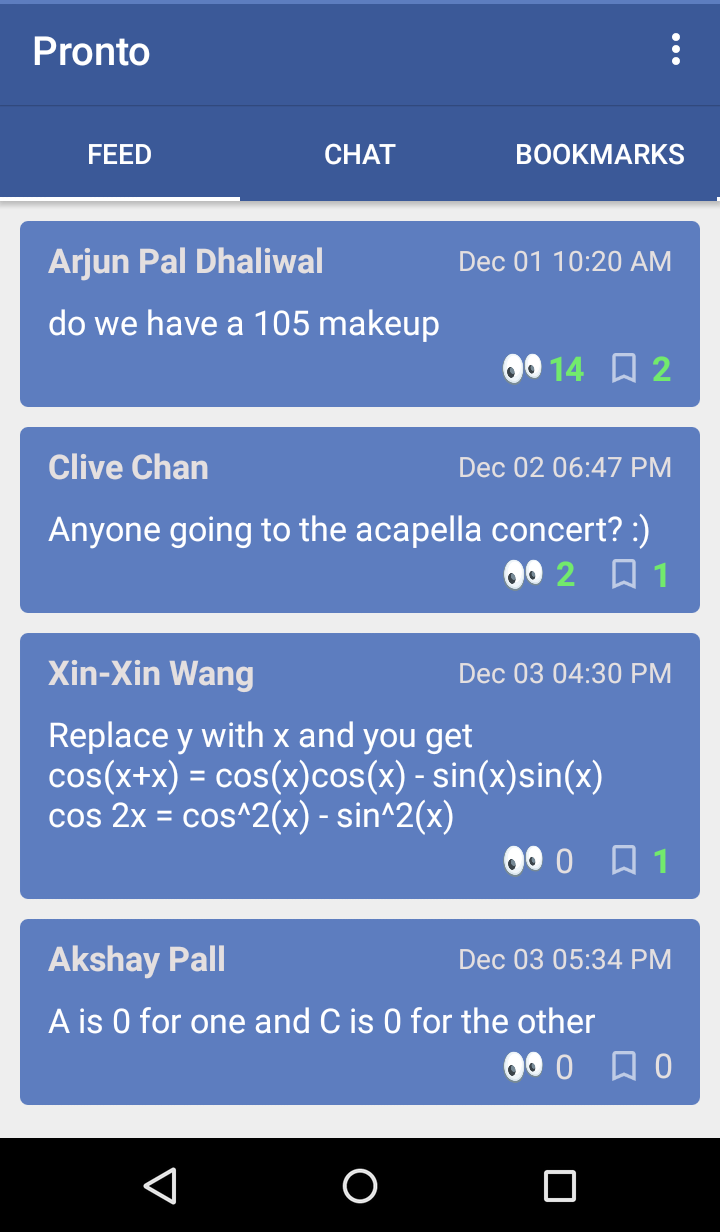 Pronto
FEED CHAT BOOKMARKS
Arjun Pal Dhaliwal Dec 01 10:20 AM
do we have a 105 makeup
14 2
Clive Chan Dec 02 06:47 PM
Anyone going to the acapella concert? :)
2 1
Xin-Xin Wang Dec 03 04:30 PM
Replace y with x and you get
cos(x+x) = cos(x)cos(x) - sin(x)sin(x)
cos 2x = cos^2(x) - sin^2(x)
0 1
Akshay Pall Dec 03 05:34 PM
A is 0 for one and C is 0 for the other
0 0